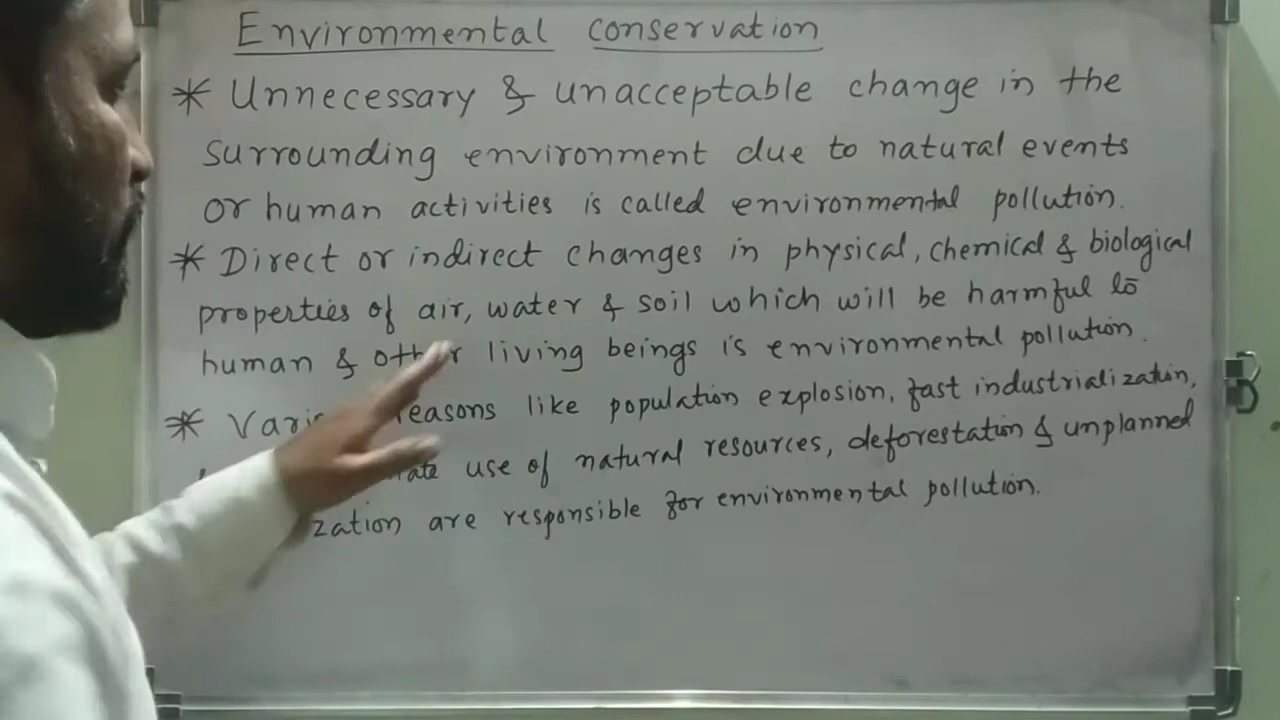 Environmental conservation
* Unnecessary & unacceptable change in the
surrounding environment due to natural events
or human activities is called environmental pollution.
* Direct or indirect changes in physical, chemical & biological
properties of air, water & soil which will be harmful to
human & other living beings is environmental pollution.
* reasons like population explosion, fast industrialization,
use of natural resources, deforestation & unplanned
are responsible for environmental pollution.